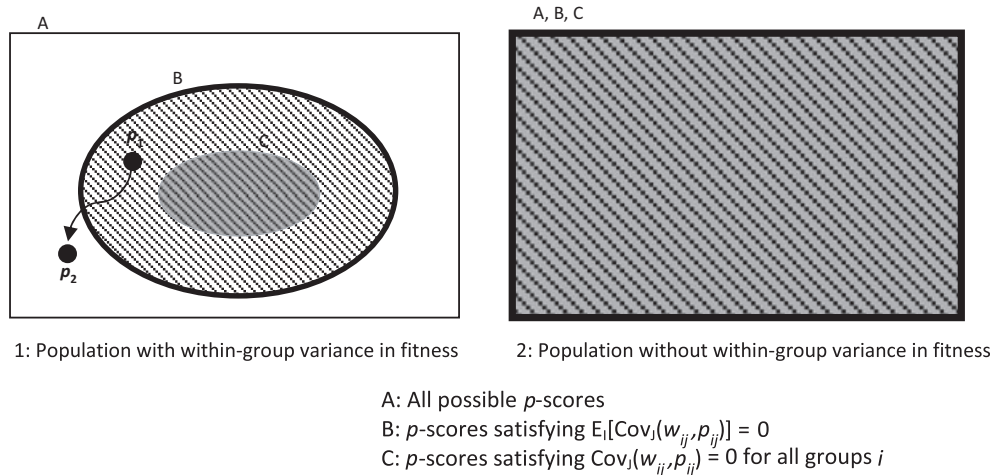 A
A, B, C
B
p1
C
p2
1: Population with within-group variance in fitness
2: Population without within-group variance in fitness
A: All possible p-scores
B: p-scores satisfying EI[CovJ(wij,pij)] = 0
C: p-scores satisfying CovJ(wij,pij) = 0 for all groups i